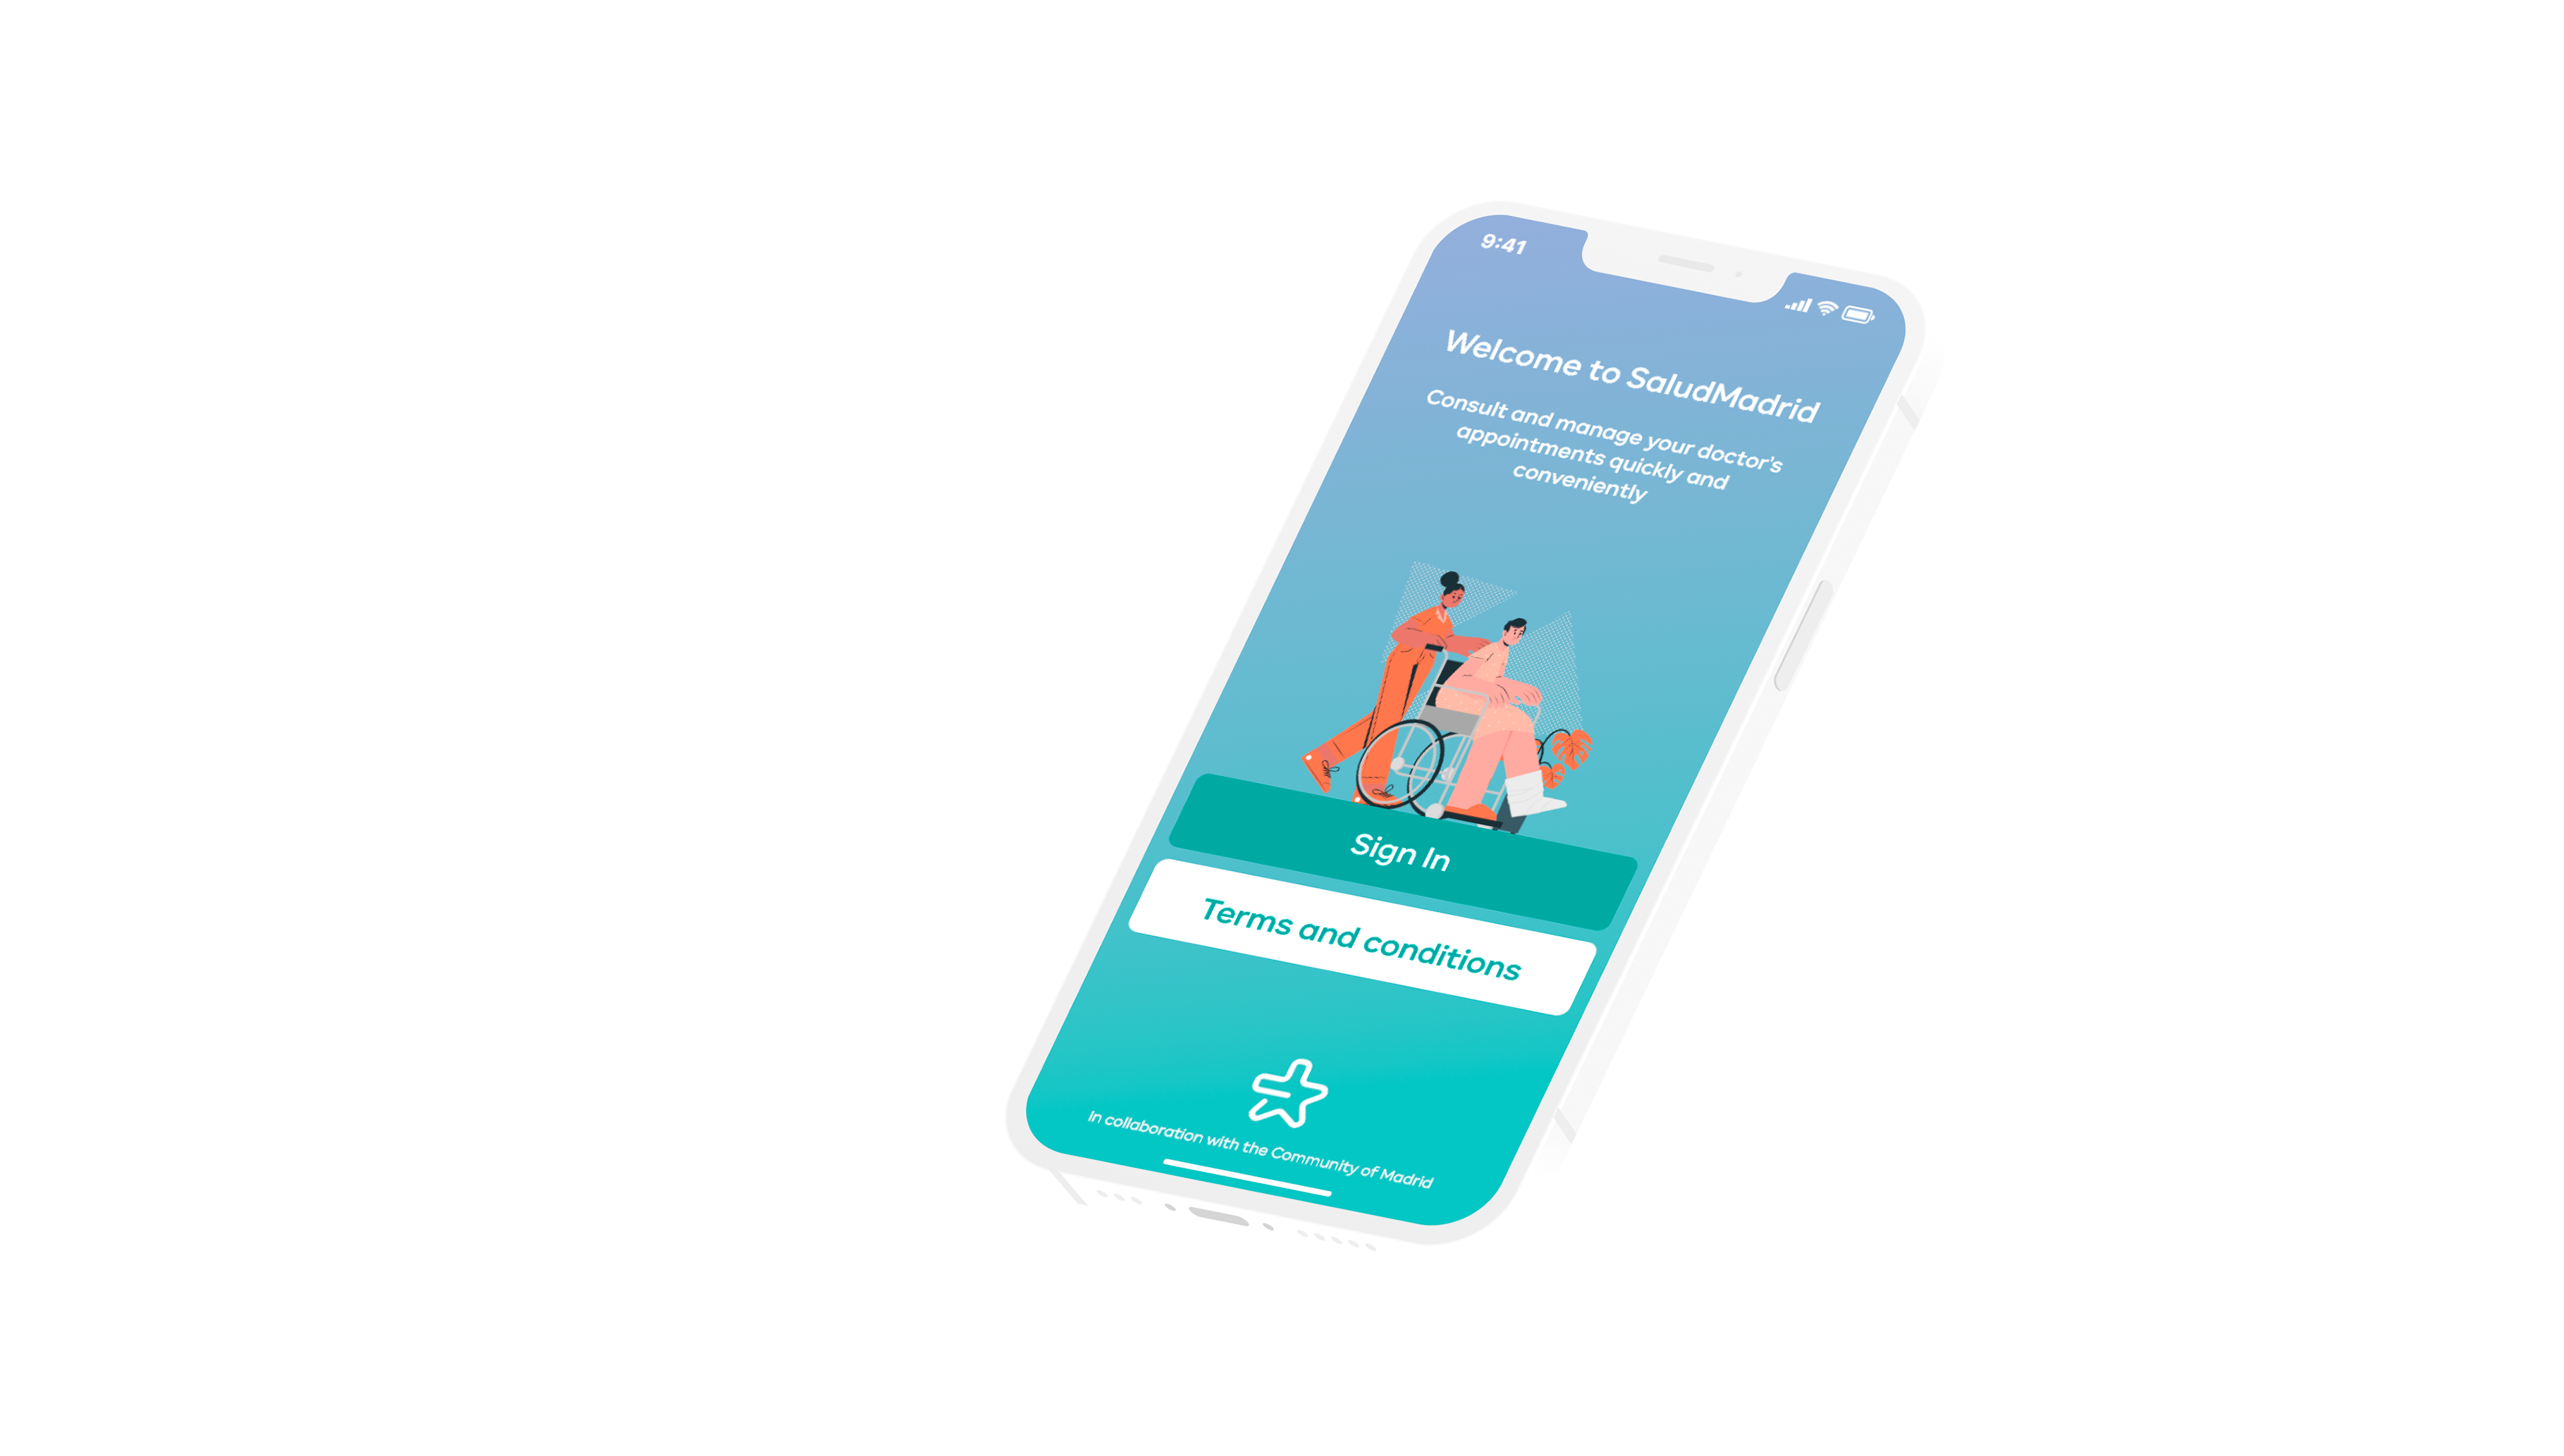 9:41
Welcome to SaludMadrid
Consult and manage your doctor's
appointments quickly and
conveniently
Sign In
Terms and conditions
In collaboration with the Community of Madrid